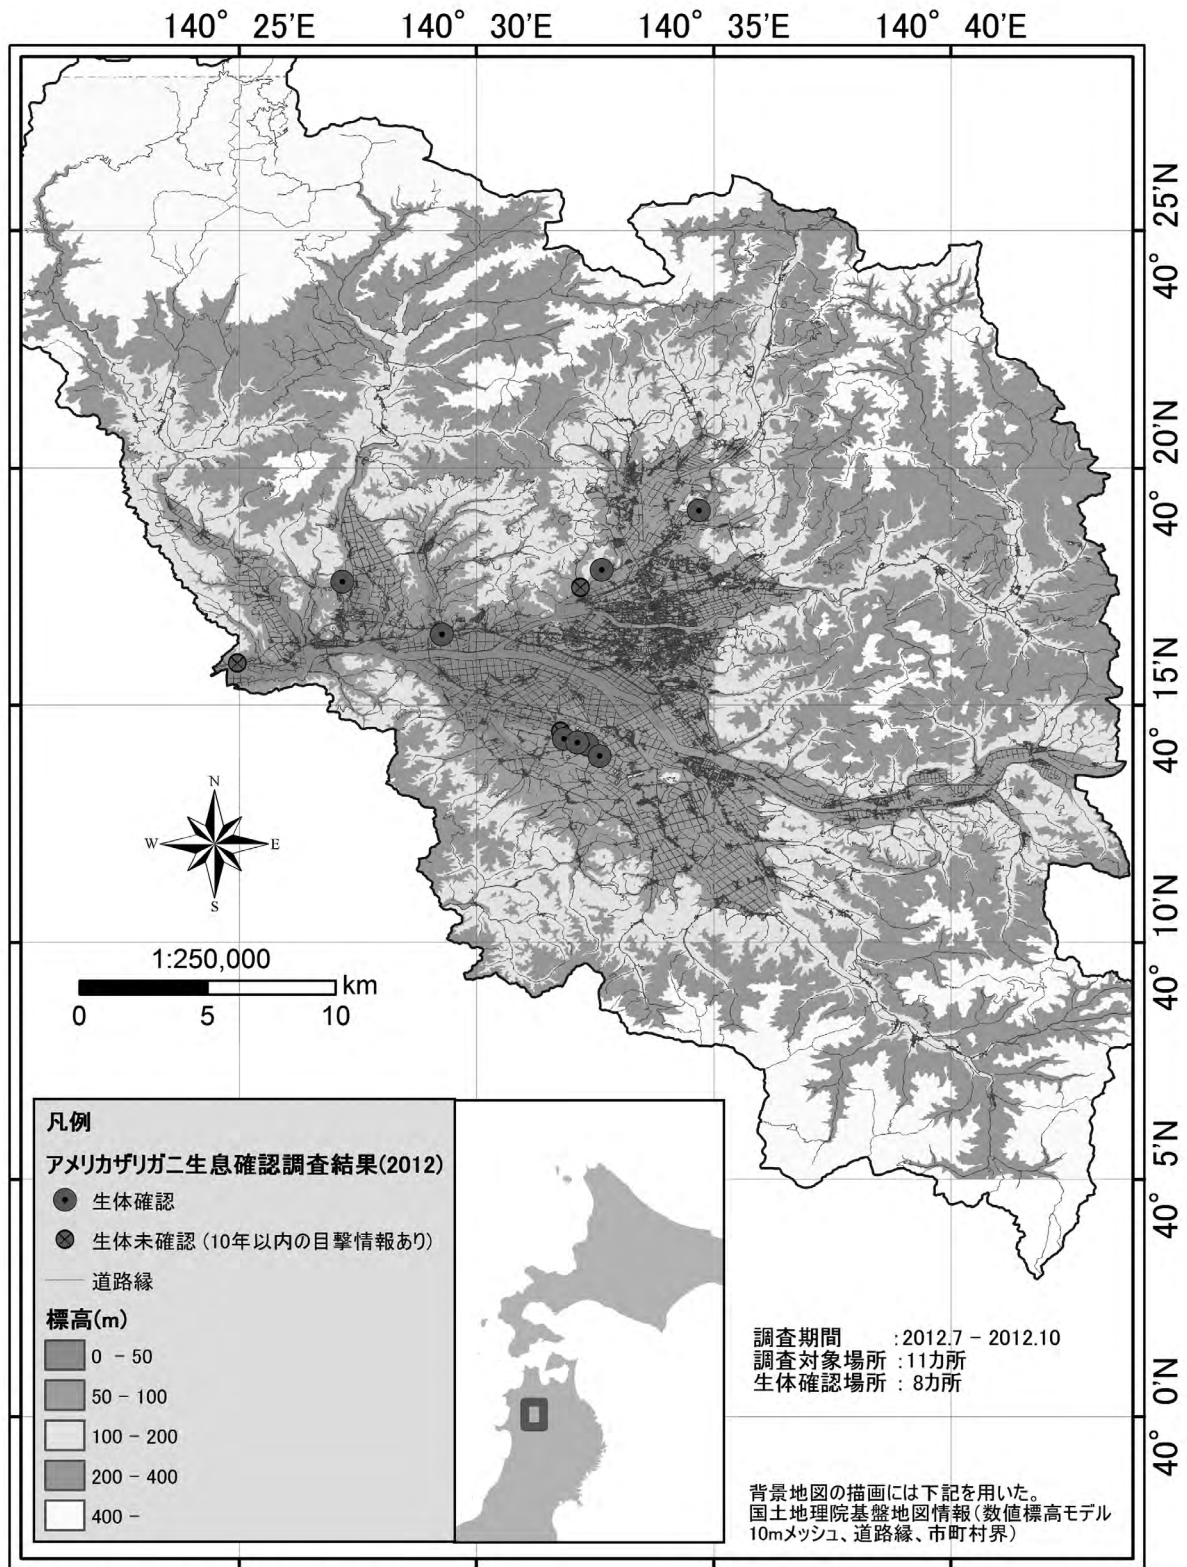 140° 25'E 140° 30'E 140° 35'E 140° 40'E
40° 25'N
40° 20'N
40° 15'N
40° 10'N
40° 5'N
40° 0'N
N
W E
S
1:250,000
km
0 5 10
凡例
アメリカザリガニ生息確認調査結果(2012)
生体確認
生体未確認 (10年以内の目撃情報あり)
道路縁
標高(m)
0 - 50
50 - 100
100 - 200
200 - 400
400 -
調査期間 :2012.7 - 2012.10
調査対象場所 :11カ所
生体確認場所 : 8カ所
背景地図の描画には下記を用いた。
国土地理院基盤地図情報(数値標高モデル
10mメッシュ、道路縁、市町村界)